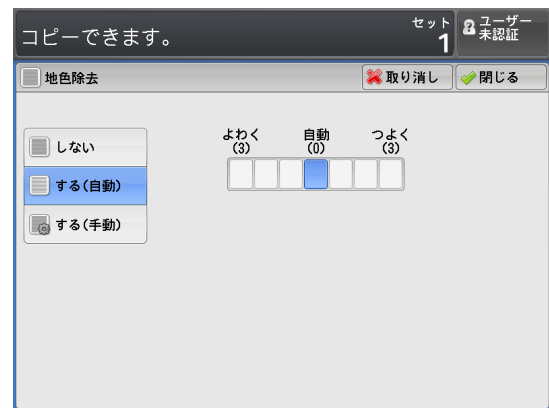 コピーできます。
セット
1
ユーザー
未認証
地色除去
取り消し
閉じる
しない
する(自動)
する(手動)
よわく 自動 つよく
(3) (0) (3)